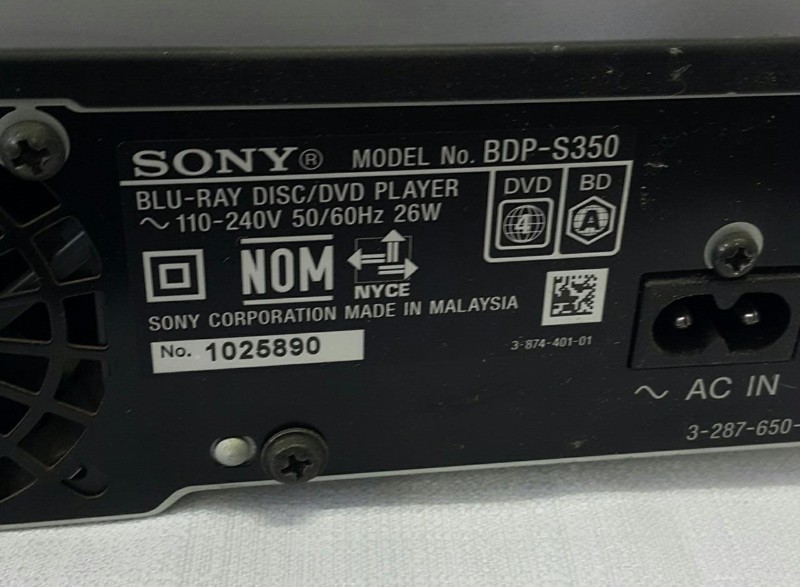 SONY® MODEL No. BDP-S350
BLU-RAY DISC/DVD PLAYER
~ 110-240V 50/60Hz 26W
DVD BD
4 A
NOM
NYCE
SONY CORPORATION MADE IN MALAYSIA
No. 1025890
3-874-401-01
~ AC IN
3-287-650-